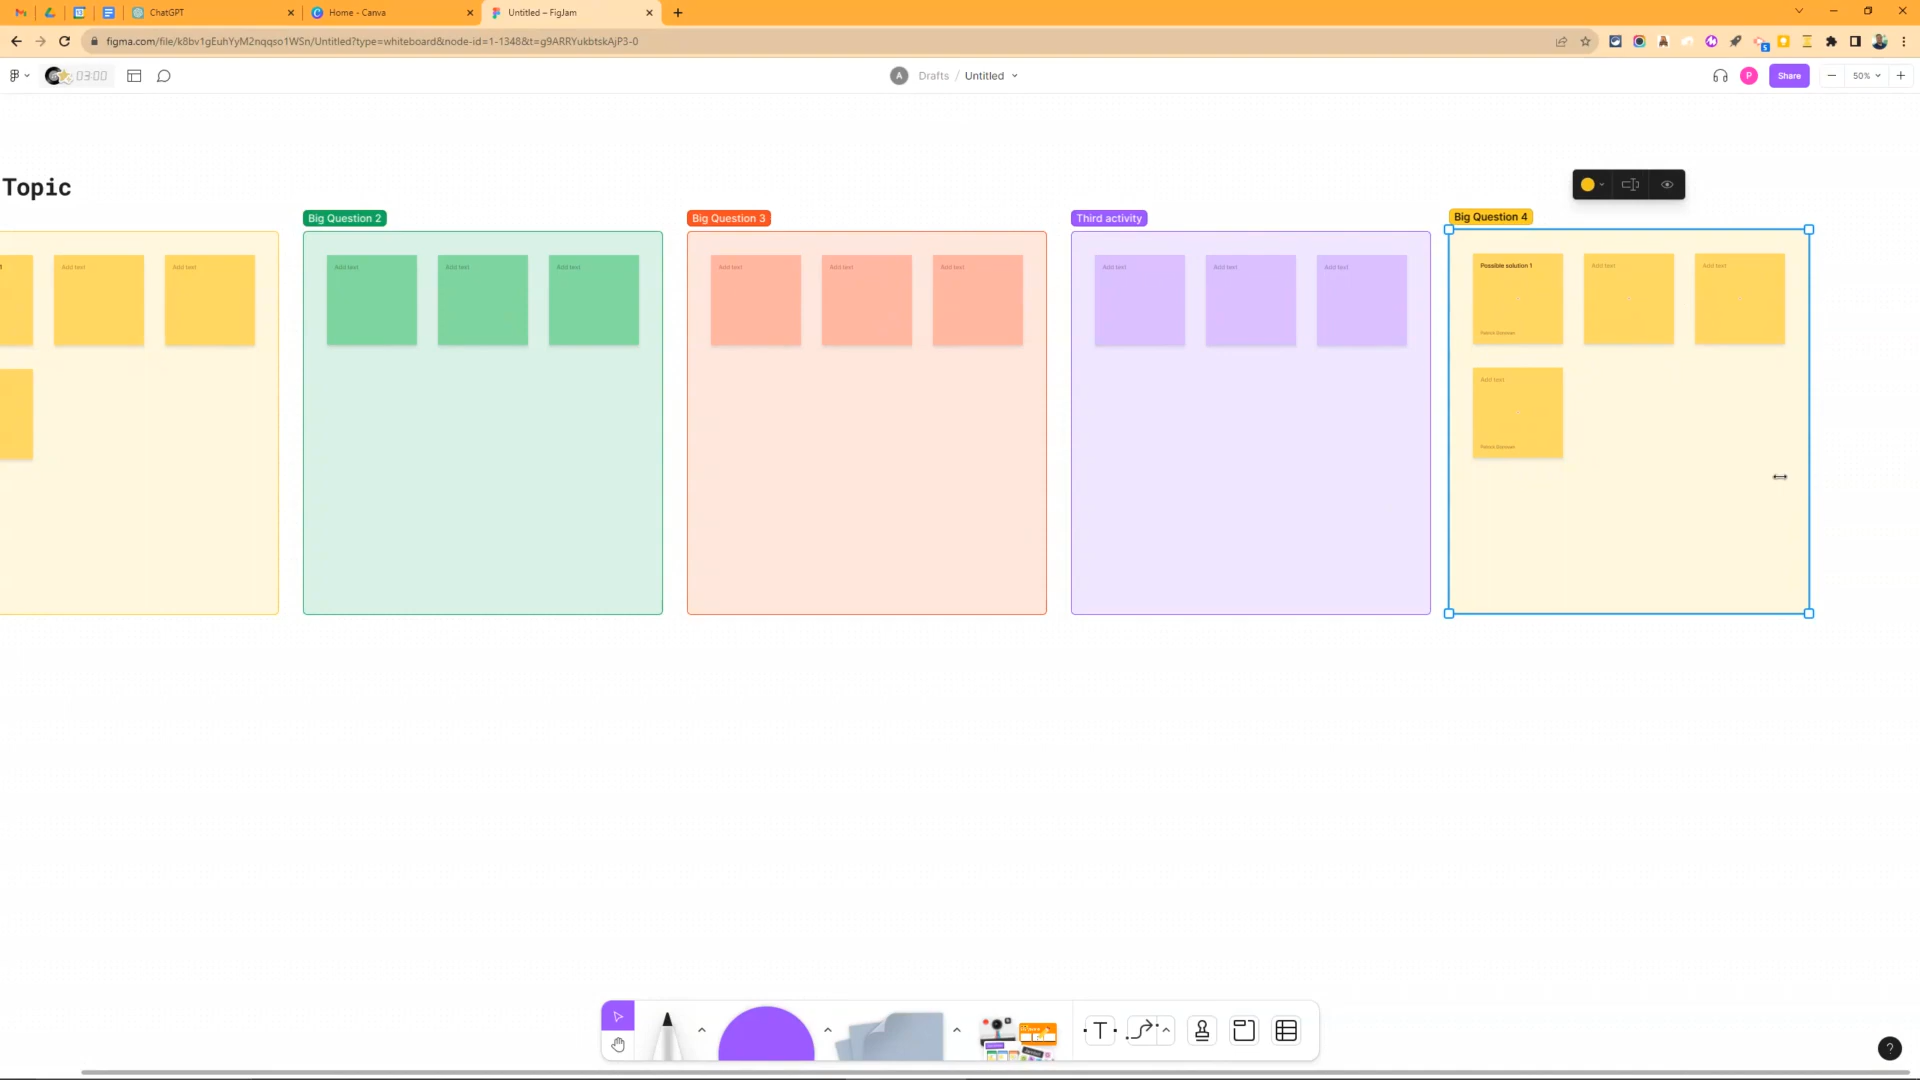 ChatGPT
Home - Canva
Untitled – FigJam
figma.com/file/k8bv1gEuhYyM2nqqso1WSn/Untitled?type=whiteboard&node-id=1-1348&t=g9ARRYukbtskAjP3-0
03:00
A
Drafts / Untitled
P
Share
50%
Topic
Big Question 2
Big Question 3
Third activity
Big Question 4
Add text
Add text
Add text
Add text
Add text
Add text
Add text
Add text
Add text
Add text
Add text
Possible solution 1
Add text
Add text
Add text
T
?